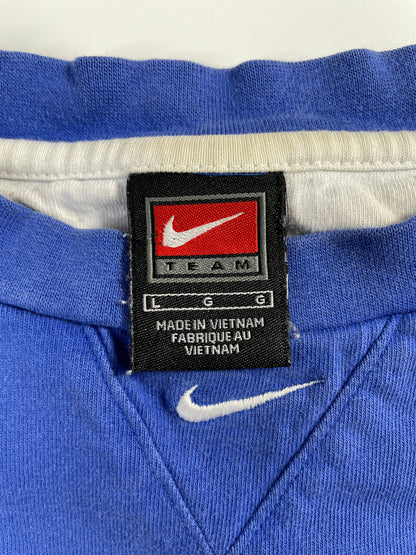 TEAM
L G G
MADE IN VIETNAM
FABRIQUE AU
VIETNAM